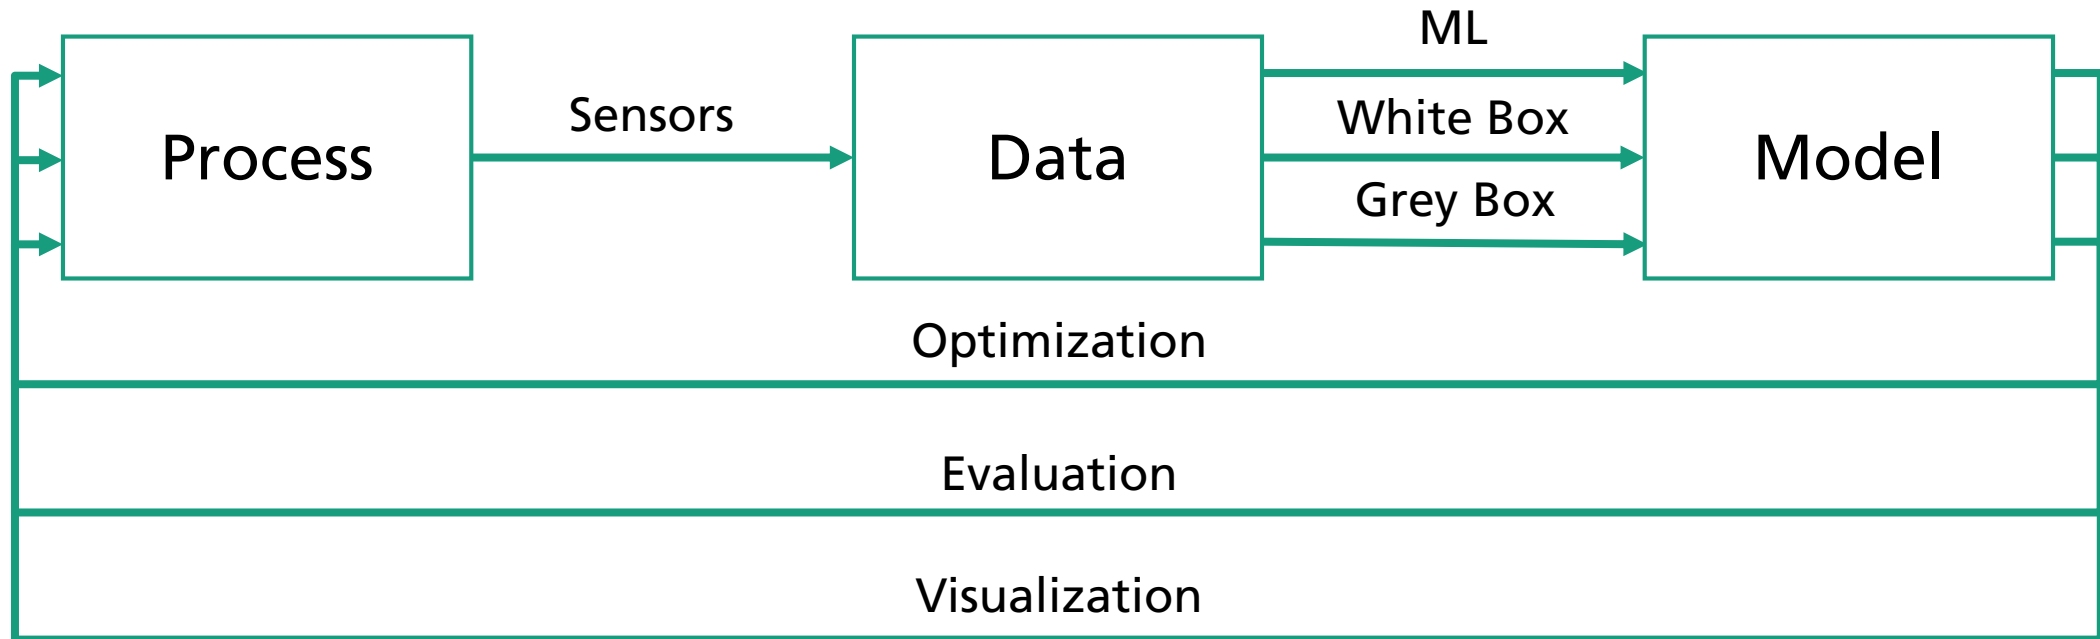 ML
Sensors
White Box
Process
Data
Model
Grey Box
Optimization
Evaluation
Visualization